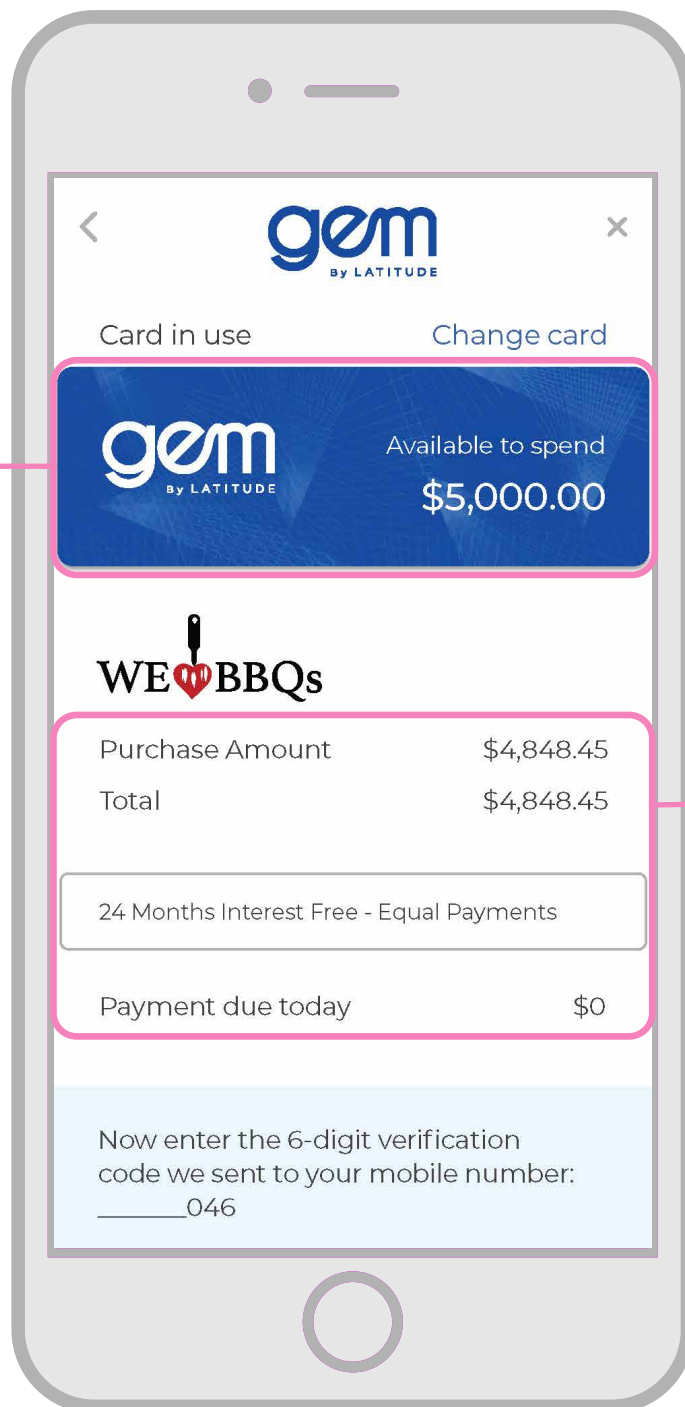 gem
By LATITUDE
Card in use Change card
gem
By LATITUDE
Available to spend
$5,000.00
WE BBQs
Purchase Amount $4,848.45
Total $4,848.45
24 Months Interest Free - Equal Payments
Payment due today $0
Now enter the 6-digit verification
code we sent to your mobile number:
_______046